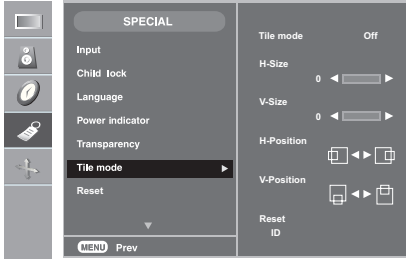 SPECIAL
Input
Child lock
Language
Power indicator
Transparency
Tile mode
Reset
MENU Prev
Tile mode Off
H-Size
0
V-Size
0
H-Position
V-Position
Reset
ID